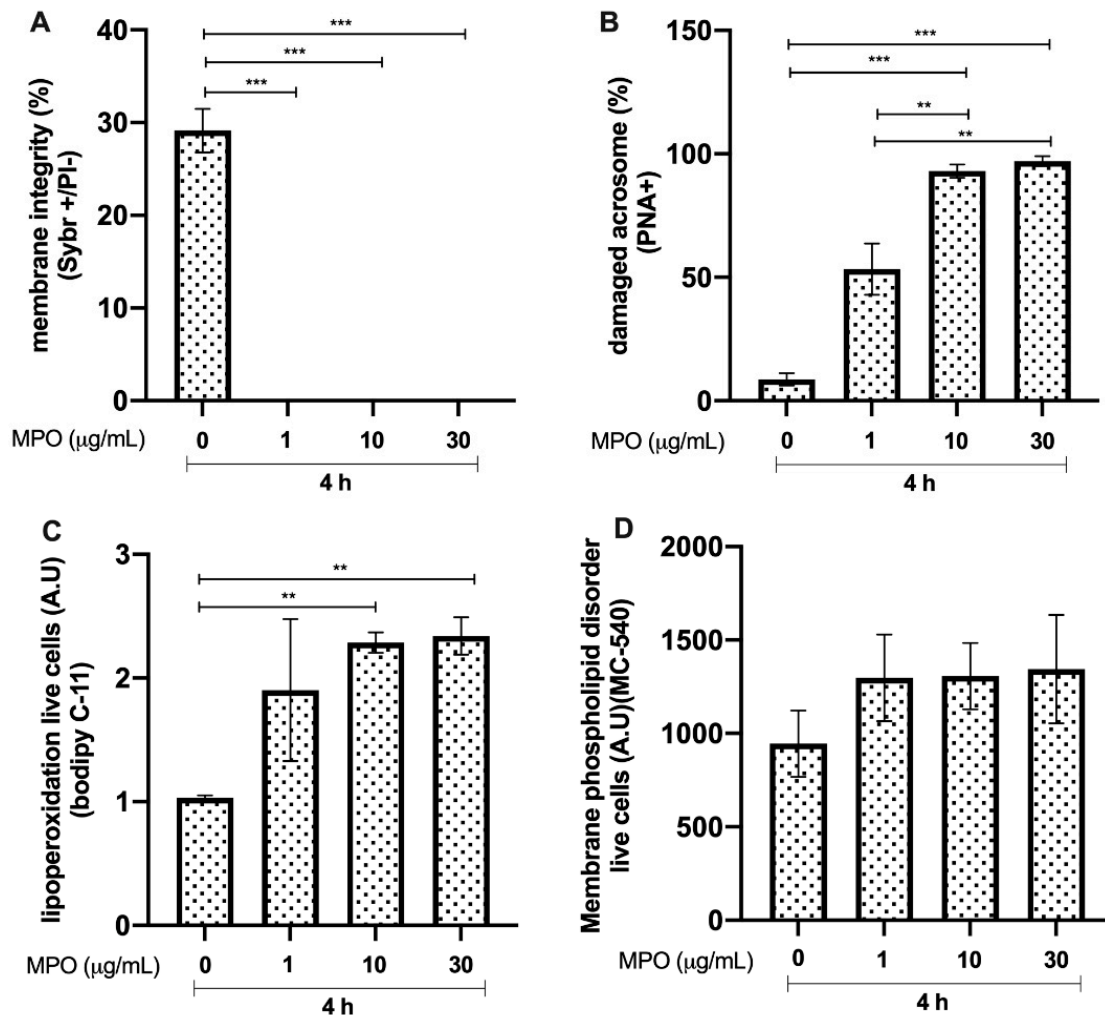 A
membrane integrity (%)
(Sybr +/PI-)
40
30
20
10
0
***
***
***
MPO (μg/mL) 0 1 10 30
4 h
B
damaged acrosome (%)
(PNA+)
150
100
50
0
***
***
**
**
MPO (μg/mL) 0 1 10 30
4 h
C
lipoperoxidation live cells (A.U)
(bodipy C-11)
3
2
1
0
**
**
MPO (μg/mL) 0 1 10 30
4 h
D
Membrane phospholipid disorder
live cells (A.U)(MC-540)
2000
1500
1000
500
0
MPO (μg/mL) 0 1 10 30
4 h